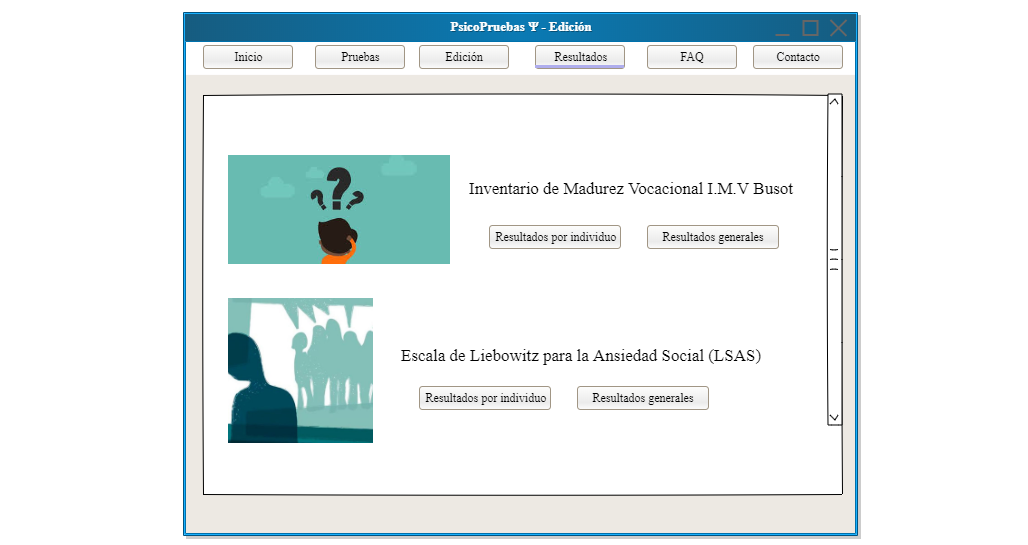 PsicoPruebas Ψ - Edición
Inicio Pruebas Edición Resultados FAQ Contacto
???
Inventario de Madurez Vocacional I.M.V Busot
Resultados por individuo Resultados generales
Escala de Liebowitz para la Ansiedad Social (LSAS)
Resultados por individuo Resultados generales